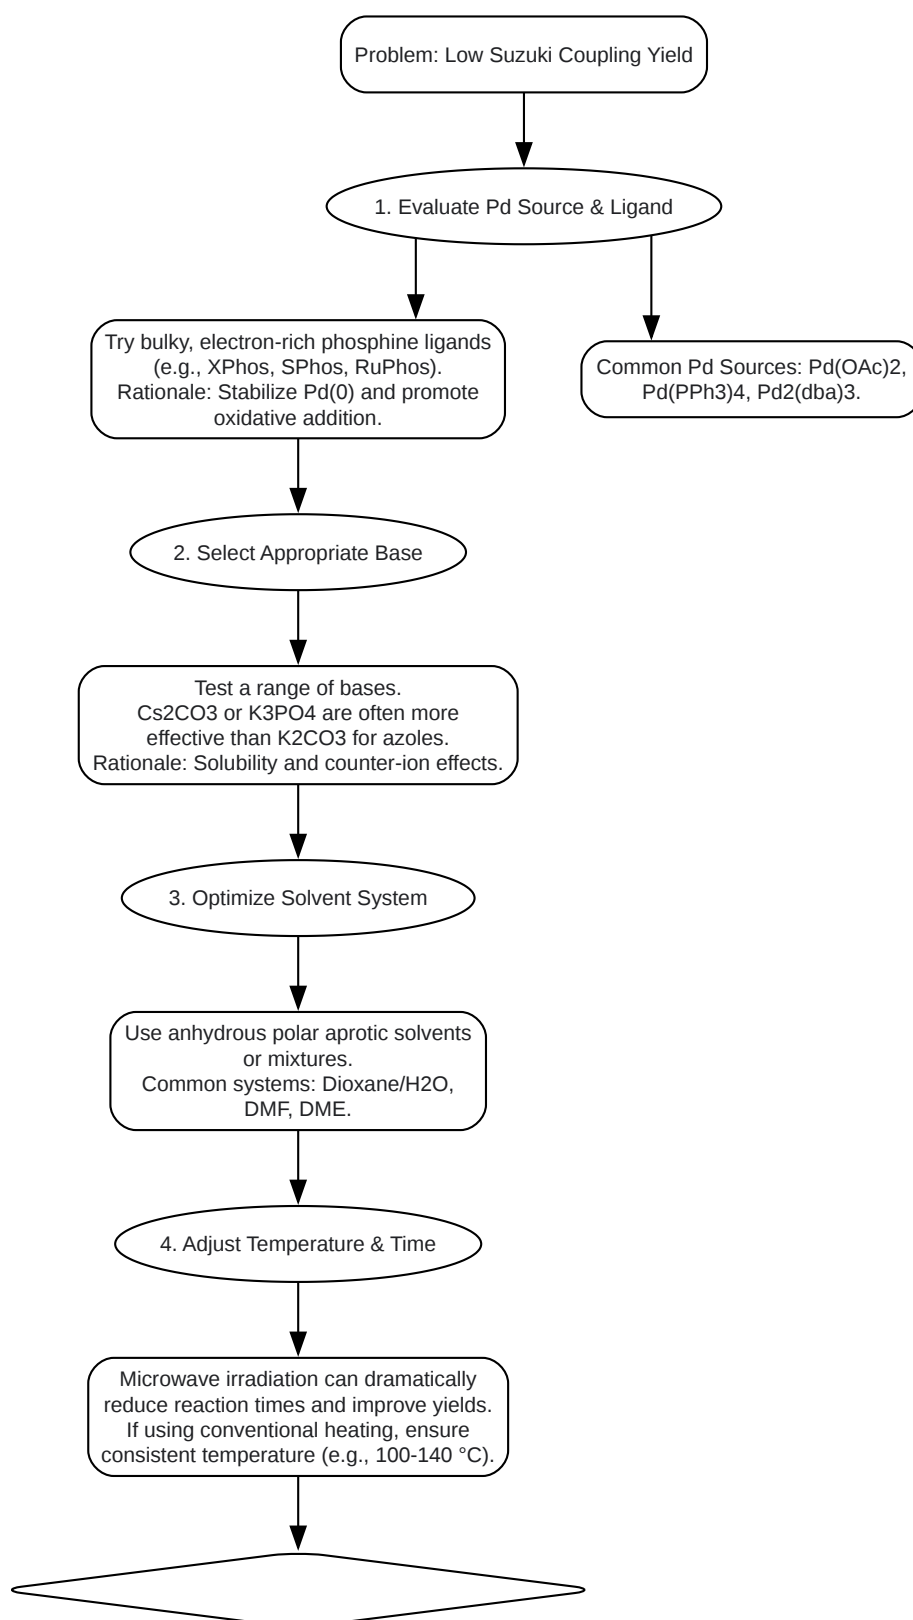 Problem: Low Suzuki Coupling Yield
1. Evaluate Pd Source & Ligand
Try bulky, electron-rich phosphine ligands
(e.g., XPhos, SPhos, RuPhos).
Rationale: Stabilize Pd(0) and promote
oxidative addition.
Common Pd Sources: Pd(OAc)2,
Pd(PPh3)4, Pd2(dba)3.
2. Select Appropriate Base
Test a range of bases.
Cs2CO3 or K3PO4 are often more
effective than K2CO3 for azoles.
Rationale: Solubility and counter-ion effects.
3. Optimize Solvent System
Use anhydrous polar aprotic solvents
or mixtures.
Common systems: Dioxane/H2O,
DMF, DME.
4. Adjust Temperature & Time
Microwave irradiation can dramatically
reduce reaction times and improve yields.
If using conventional heating, ensure
consistent temperature (e.g., 100-140 °C).